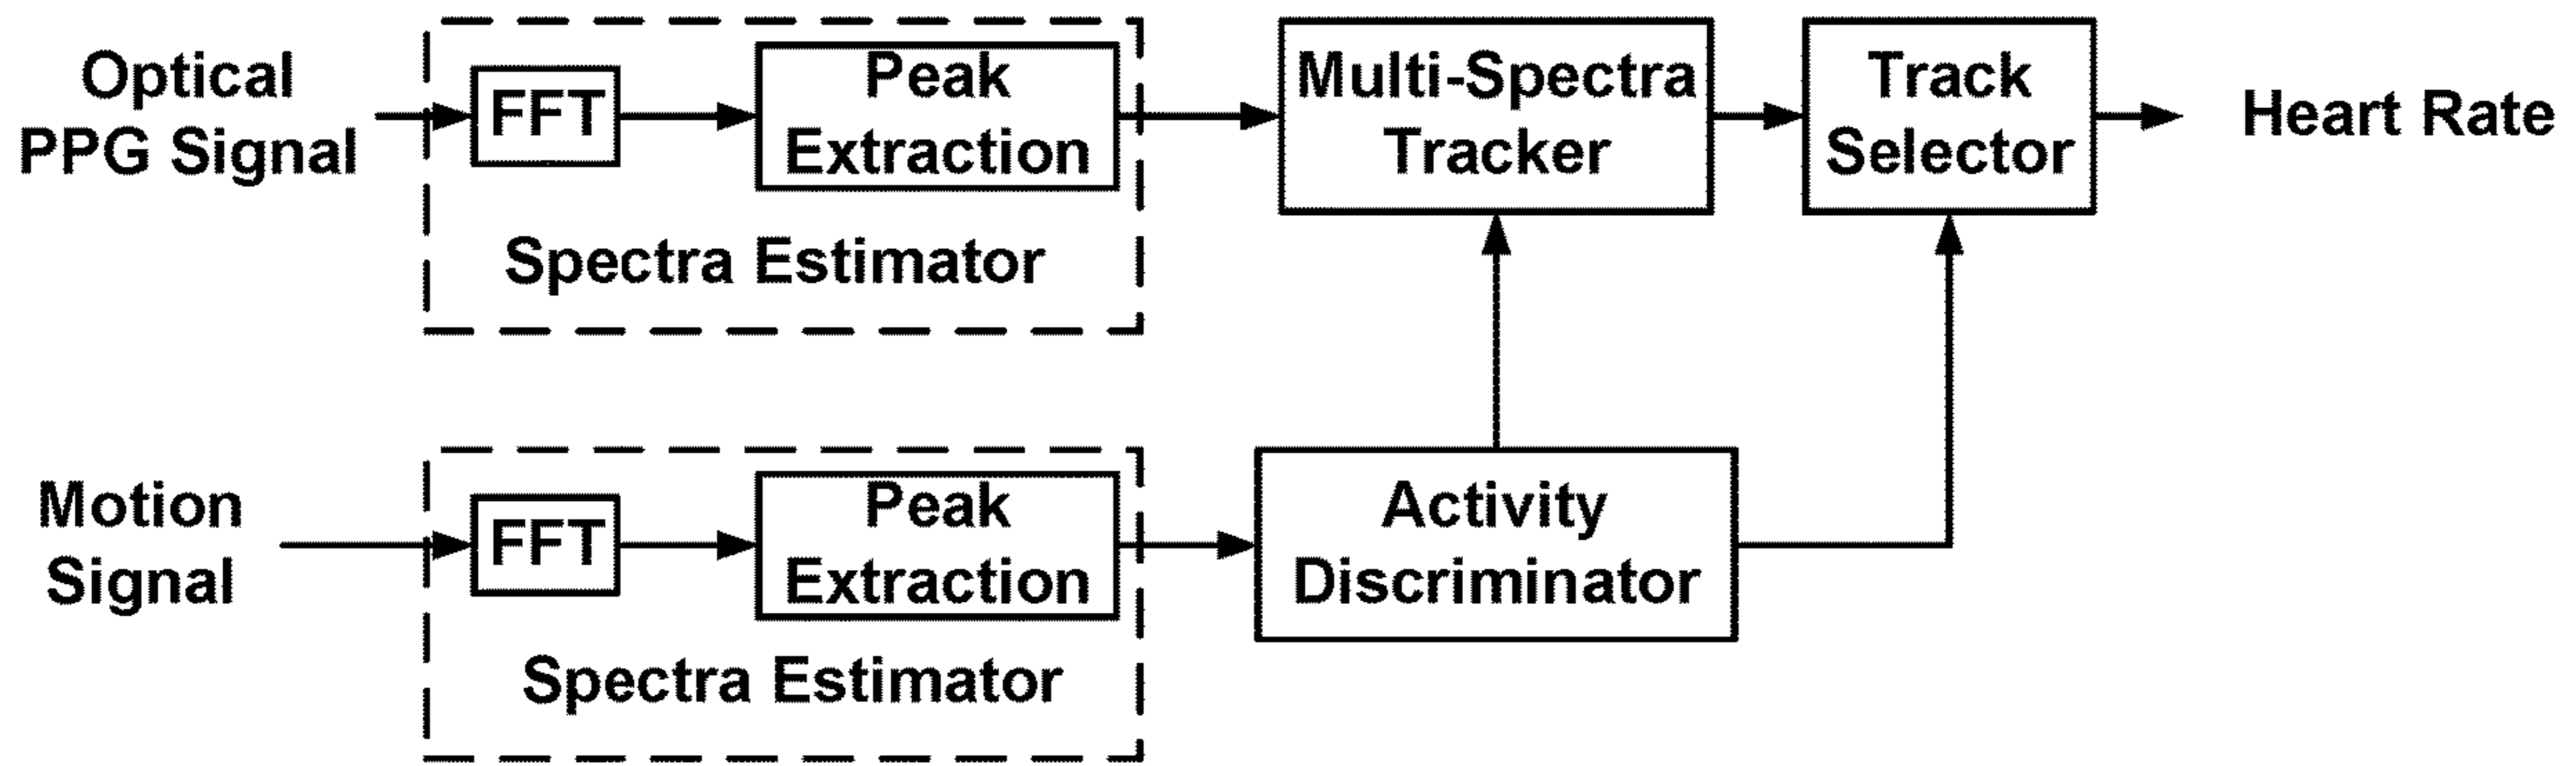 Optical
PPG Signal
FFT
Peak
Extraction
Spectra Estimator
Multi-Spectra
Tracker
Track
Selector
Heart Rate
Motion
Signal
FFT
Peak
Extraction
Spectra Estimator
Activity
Discriminator